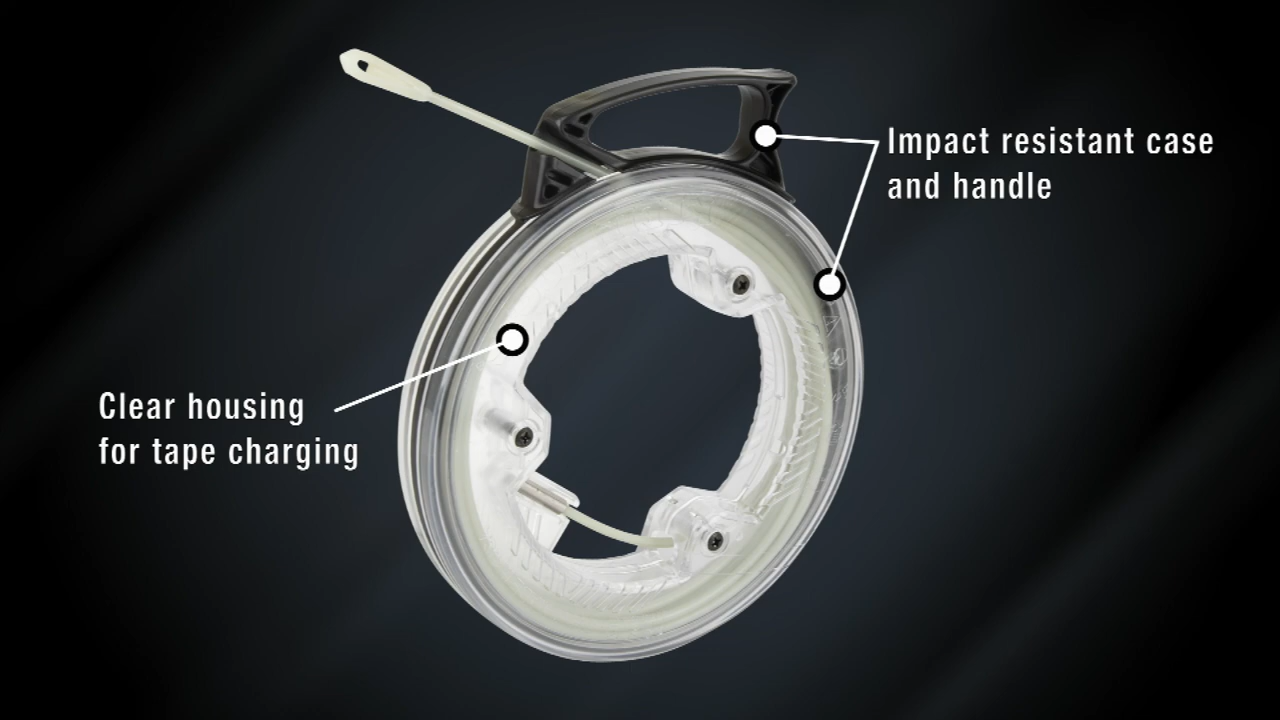 Impact resistant case
and handle
Clear housing
for tape charging